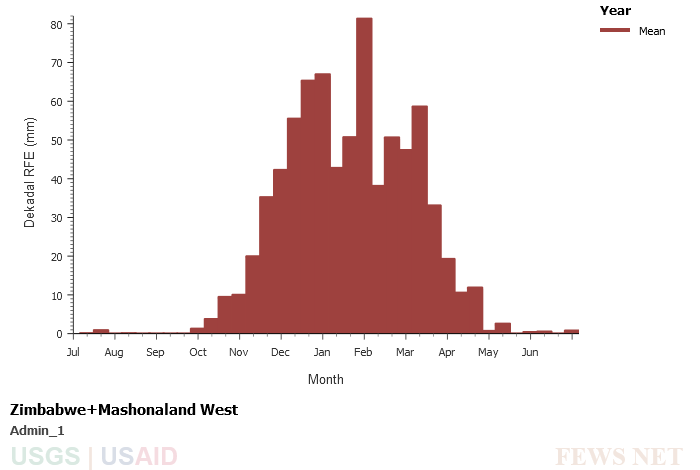 Year
Mean
80
70
60
50
40
30
20
10
0
Dekadal RFE (mm)
Jul Aug Sep Oct Nov Dec Jan Feb Mar Apr May Jun
Month
Zimbabwe+Mashonaland West
Admin_1
USGS | USAID
FEWS NET